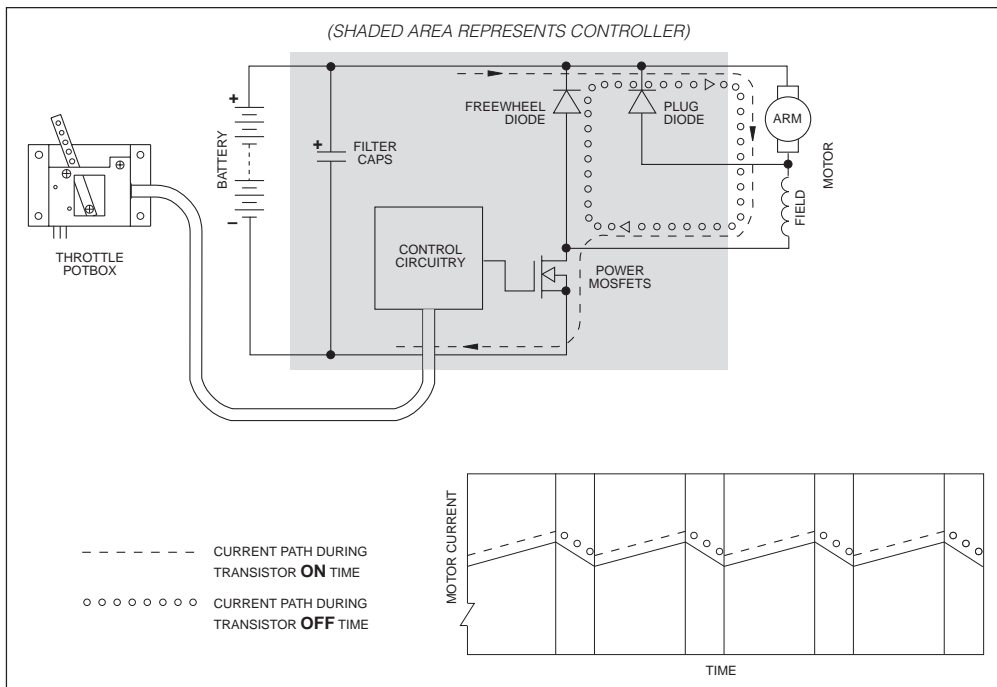 (SHADED AREA REPRESENTS CONTROLLER)
FREEWHEEL
DIODE
PLUG
DIODE
ARM
MOTOR
FIELD
+
BATTERY
–
+
FILTER
CAPS
CONTROL
CIRCUITRY
POWER
MOSFETS
THROTTLE
POTBOX
CURRENT PATH DURING
TRANSISTOR ON TIME
CURRENT PATH DURING
TRANSISTOR OFF TIME
MOTOR CURRENT
TIME